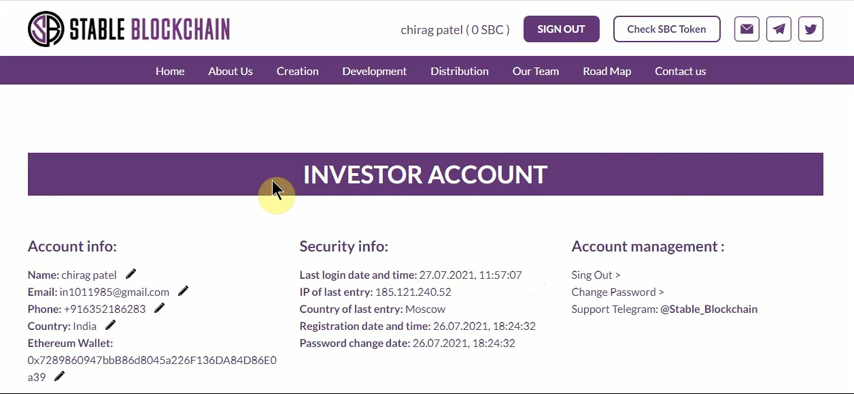 STABLE BLOCKCHAIN
chirag patel ( 0 SBC )
SIGN OUT
Check SBC Token
Home About Us Creation Development Distribution Our Team Road Map Contact us
INVESTOR ACCOUNT
Account info:
Name: chirag patel
Email: in1011985@gmail.com
Phone: +916352186283
Country: India
Ethereum Wallet:
0x7289860947bbB86d8045a226F136DA84D86E0
a39
Security info:
Last login date and time: 27.07.2021, 11:57:07
IP of last entry: 185.121.240.52
Country of last entry: Moscow
Registration date and time: 26.07.2021, 18:24:32
Password change date: 26.07.2021, 18:24:32
Account management :
Sing Out >
Change Password >
Support Telegram: @Stable_Blockchain